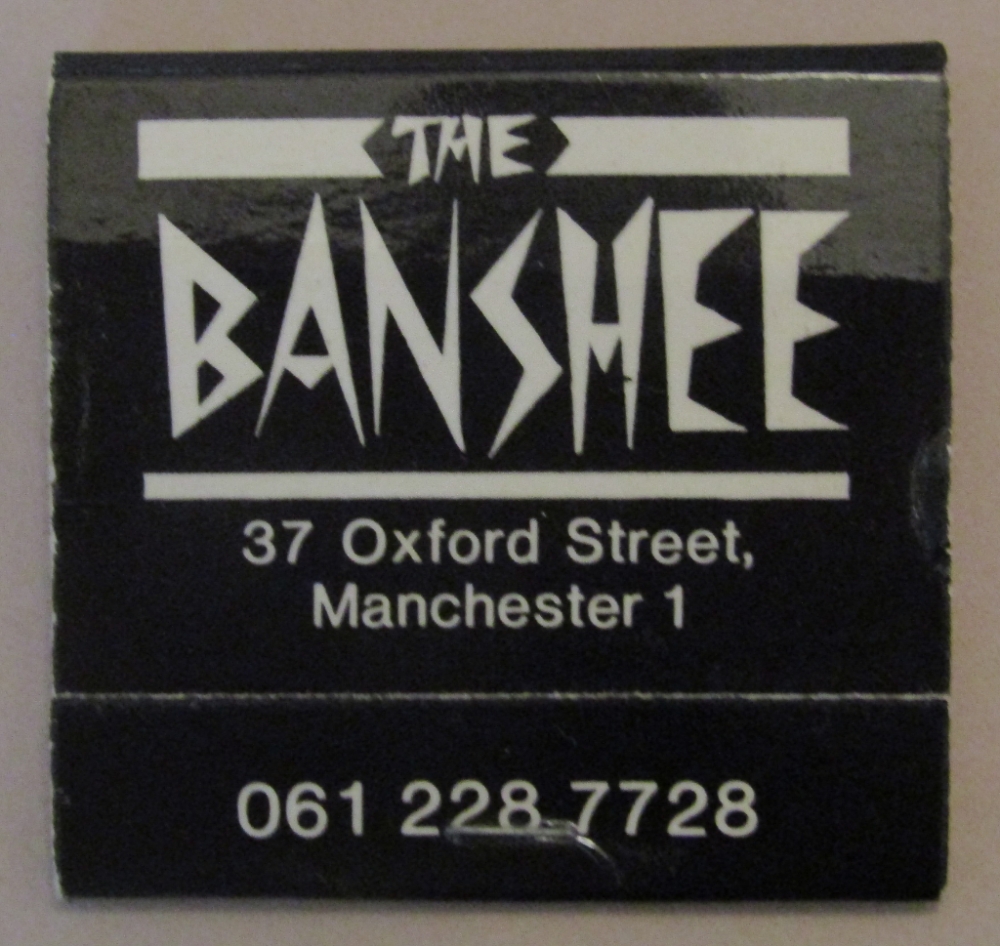 THE
BANSHEE
37 Oxford Street,
Manchester 1
061 228 7728